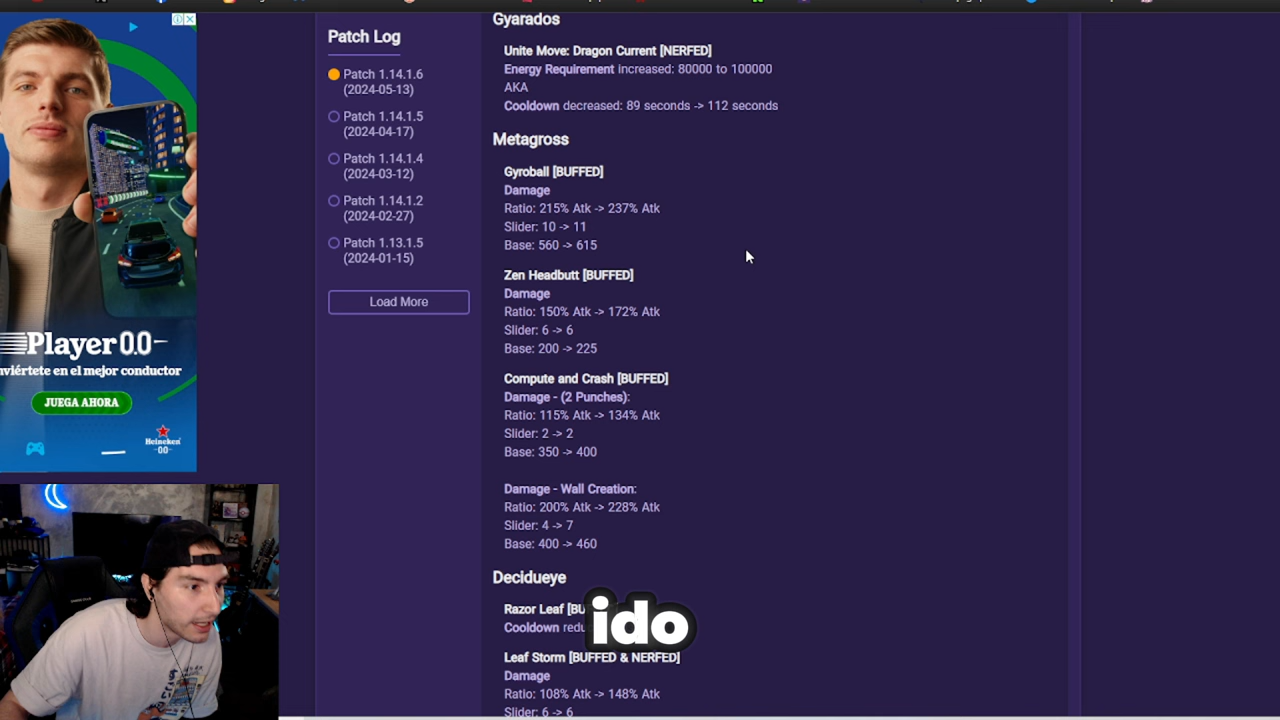 Patch Log
Patch 1.14.1.6
(2024-05-13)
Patch 1.14.1.5
(2024-04-17)
Patch 1.14.1.4
(2024-03-12)
Patch 1.14.1.2
(2024-02-27)
Patch 1.13.1.5
(2024-01-15)
Load More
Gyarados
Unite Move: Dragon Current [NERFED]
Energy Requirement increased: 80000 to 100000
AKA
Cooldown decreased: 89 seconds -> 112 seconds
Metagross
Gyroball [BUFFED]
Damage
Ratio: 215% Atk -> 237% Atk
Slider: 10 -> 11
Base: 560 -> 615
Zen Headbutt [BUFFED]
Damage
Ratio: 150% Atk -> 172% Atk
Slider: 6 -> 6
Base: 200 -> 225
Compute and Crash [BUFFED]
Damage - (2 Punches):
Ratio: 115% Atk -> 134% Atk
Slider: 2 -> 2
Base: 350 -> 400
Damage - Wall Creation:
Ratio: 200% Atk -> 228% Atk
Slider: 4 -> 7
Base: 400 -> 460
Decidueye
Razor Leaf [BU
Cooldown redu
ido
Leaf Storm [BUFFED & NERFED]
Damage
Ratio: 108% Atk -> 148% Atk
Slider: 6 -> 6
Player 0.0
nviértete en el mejor conductor
JUEGA AHORA
Heineken
0.0